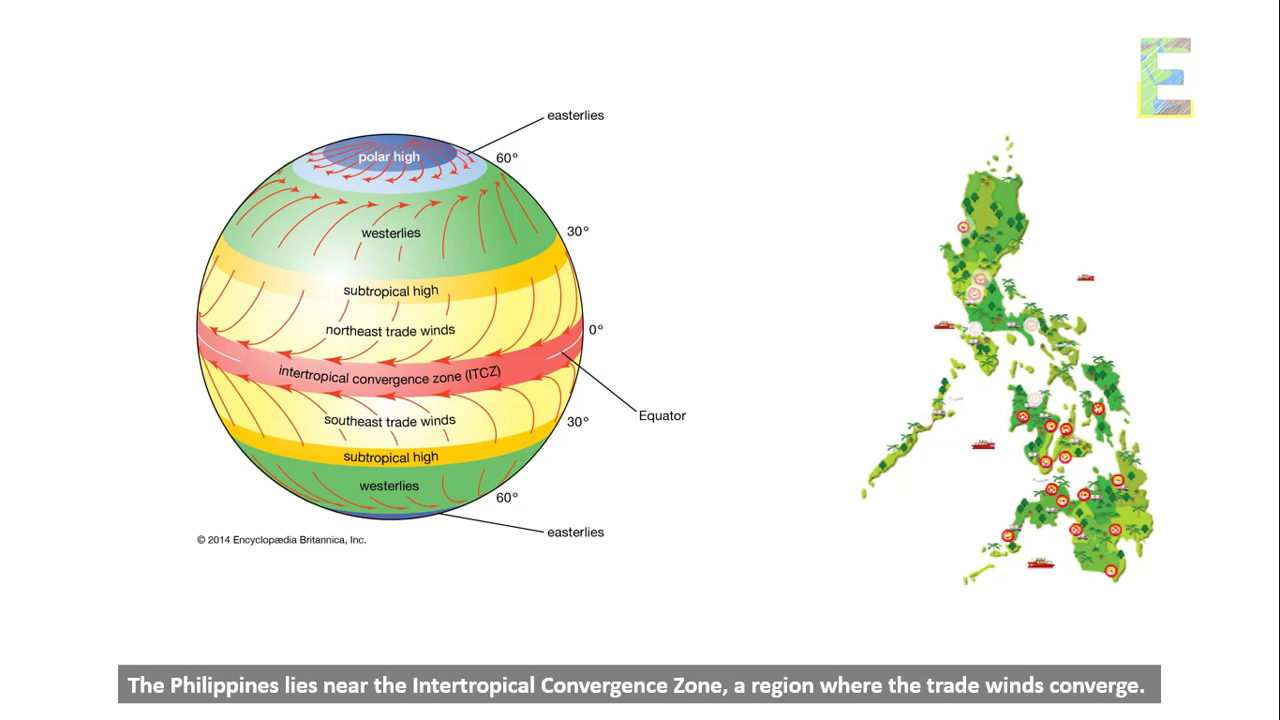 E
easterlies
polar high
60°
westerlies
30°
subtropical high
northeast trade winds
0°
intertropical convergence zone (ITCZ)
Equator
southeast trade winds
30°
subtropical high
westerlies
60°
easterlies
© 2014 Encyclopædia Britannica, Inc.
The Philippines lies near the Intertropical Convergence Zone, a region where the trade winds converge.